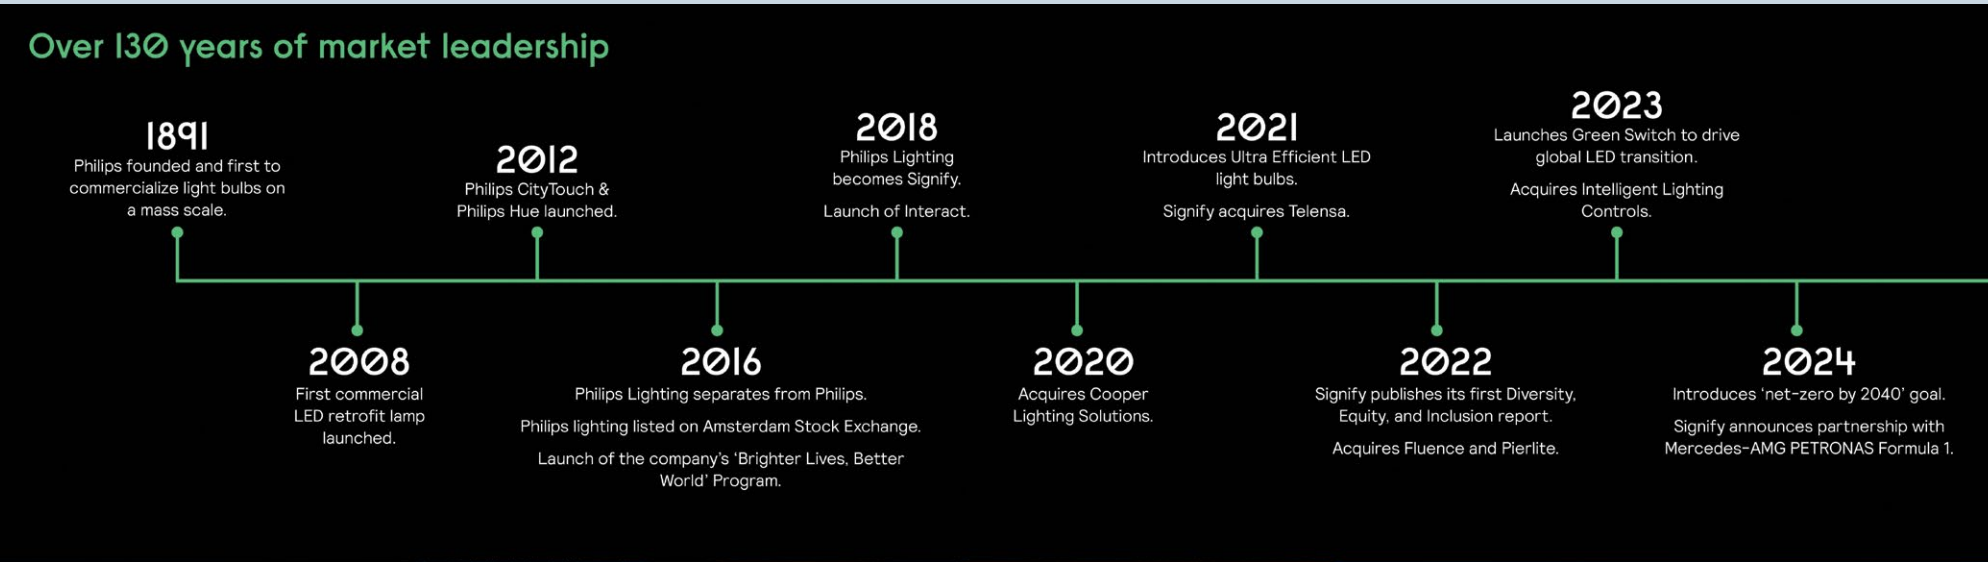 Over 130 years of market leadership
1891
Philips founded and first to
commercialize light bulbs on
a mass scale.
2008
First commercial
LED retrofit lamp
launched.
2012
Philips CityTouch &
Philips Hue launched.
2016
Philips Lighting separates from Philips.
Philips lighting listed on Amsterdam Stock Exchange.
Launch of the company's ‘Brighter Lives, Better
World’ Program.
2018
Philips Lighting
becomes Signify.
Launch of Interact.
2020
Acquires Cooper
Lighting Solutions.
2021
Introduces Ultra Efficient LED
light bulbs.
Signify acquires Telensa.
2022
Signify publishes its first Diversity,
Equity, and Inclusion report.
Acquires Fluence and Pierlite.
2023
Launches Green Switch to drive
global LED transition.
Acquires Intelligent Lighting
Controls.
2024
Introduces ‘net-zero by 2040’ goal.
Signify announces partnership with
Mercedes-AMG PETRONAS Formula 1.